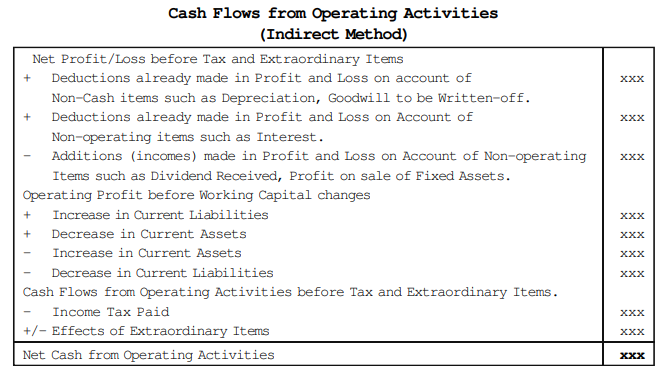 Cash Flows from Operating Activities
(Indirect Method)
Net Profit/Loss before Tax and Extraordinary Items
+ Deductions already made in Profit and Loss on account of xxx
Non-Cash items such as Depreciation, Goodwill to be Written-off.
+ Deductions already made in Profit and Loss on Account of xxx
Non-operating items such as Interest.
- Additions (incomes) made in Profit and Loss on Account of Non-operating xxx
Items such as Dividend Received, Profit on sale of Fixed Assets.
Operating Profit before Working Capital changes
+ Increase in Current Liabilities xxx
+ Decrease in Current Assets xxx
- Increase in Current Assets xxx
- Decrease in Current Liabilities xxx
Cash Flows from Operating Activities before Tax and Extraordinary Items.
- Income Tax Paid xxx
+/- Effects of Extraordinary Items xxx
Net Cash from Operating Activities xxx